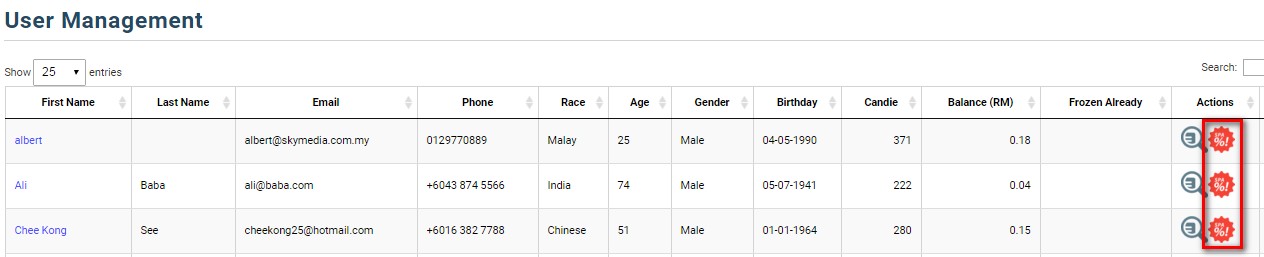 User Management
Show 25 entries
Search:
First Name Last Name Email Phone Race Age Gender Birthday Candie Balance (RM) Frozen Already Actions
albert albert@skymedia.com.my 0129770889 Malay 25 Male 04-05-1990 371 0.18 SPA %!
Ali Baba ali@baba.com +6043 874 5566 India 74 Male 05-07-1941 222 0.04 SPA %!
Chee Kong See cheekong25@hotmail.com +6016 382 7788 Chinese 51 Male 01-01-1964 280 0.15 SPA %!